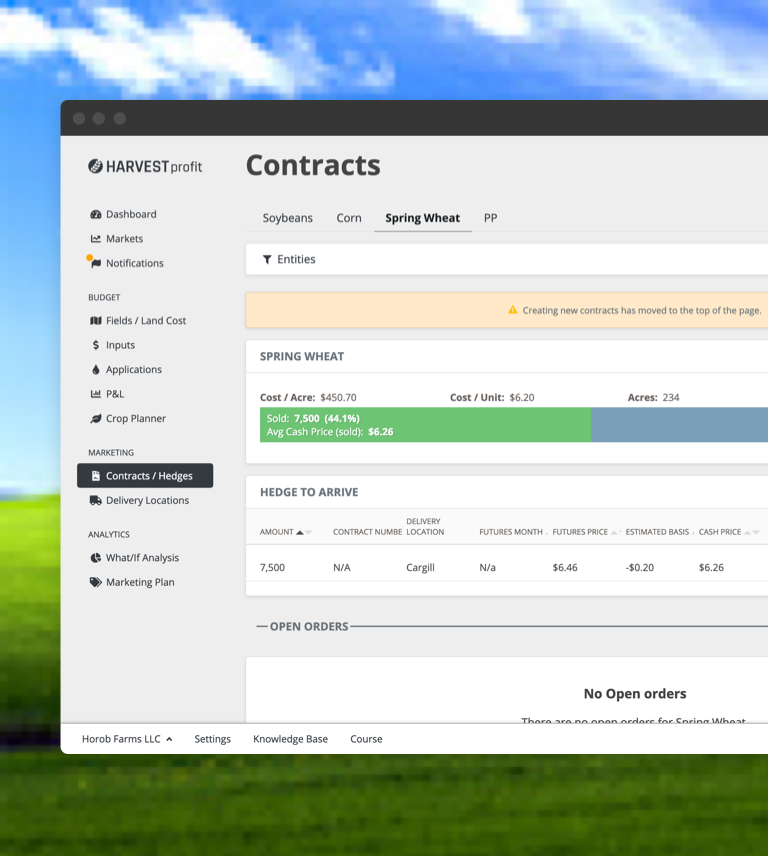 HARVEST profit
Contracts
Dashboard
Markets
Notifications
BUDGET
Fields / Land Cost
Inputs
Applications
P&L
Crop Planner
MARKETING
Contracts / Hedges
Delivery Locations
ANALYTICS
What/If Analysis
Marketing Plan
Soybeans Corn Spring Wheat PP
Entities
Creating new contracts has moved to the top of the page.
SPRING WHEAT
Cost / Acre: $450.70 Cost / Unit: $6.20 Acres: 234
Sold: 7,500 (44.1%)
Avg Cash Price (sold): $6.26
HEDGE TO ARRIVE
AMOUNT CONTRACT NUMBE DELIVERY LOCATION FUTURES MONTH FUTURES PRICE ESTIMATED BASIS CASH PRICE
7,500 N/A Cargill N/a $6.46 -$0.20 $6.26
OPEN ORDERS
No Open orders
There are no open orders for Spring Wheat
Horob Farms LLC Settings Knowledge Base Course